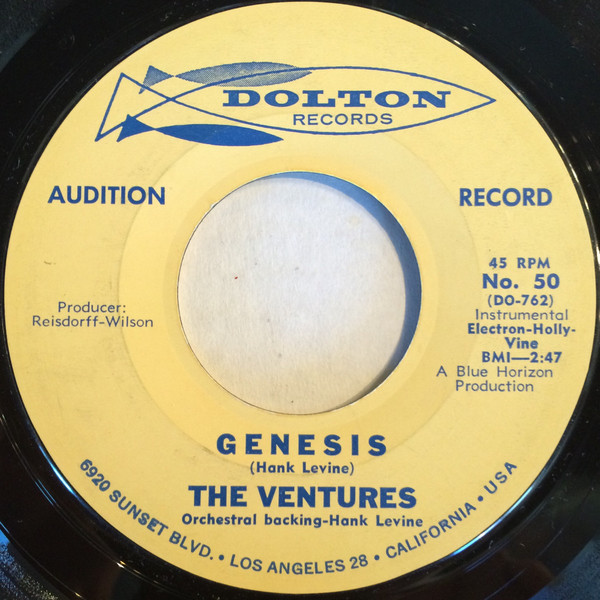 DOLTON
RECORDS
AUDITION RECORD
45 RPM
No. 50
(DO-762)
Instrumental
Electron-Holly-
Vine
BMI—2:47
A Blue Horizon
Production
Producer:
Reisdorff-Wilson
GENESIS
(Hank Levine)
THE VENTURES
Orchestral backing-Hank Levine
6920 SUNSET BLVD. • LOS ANGELES 28 • CALIFORNIA • USA